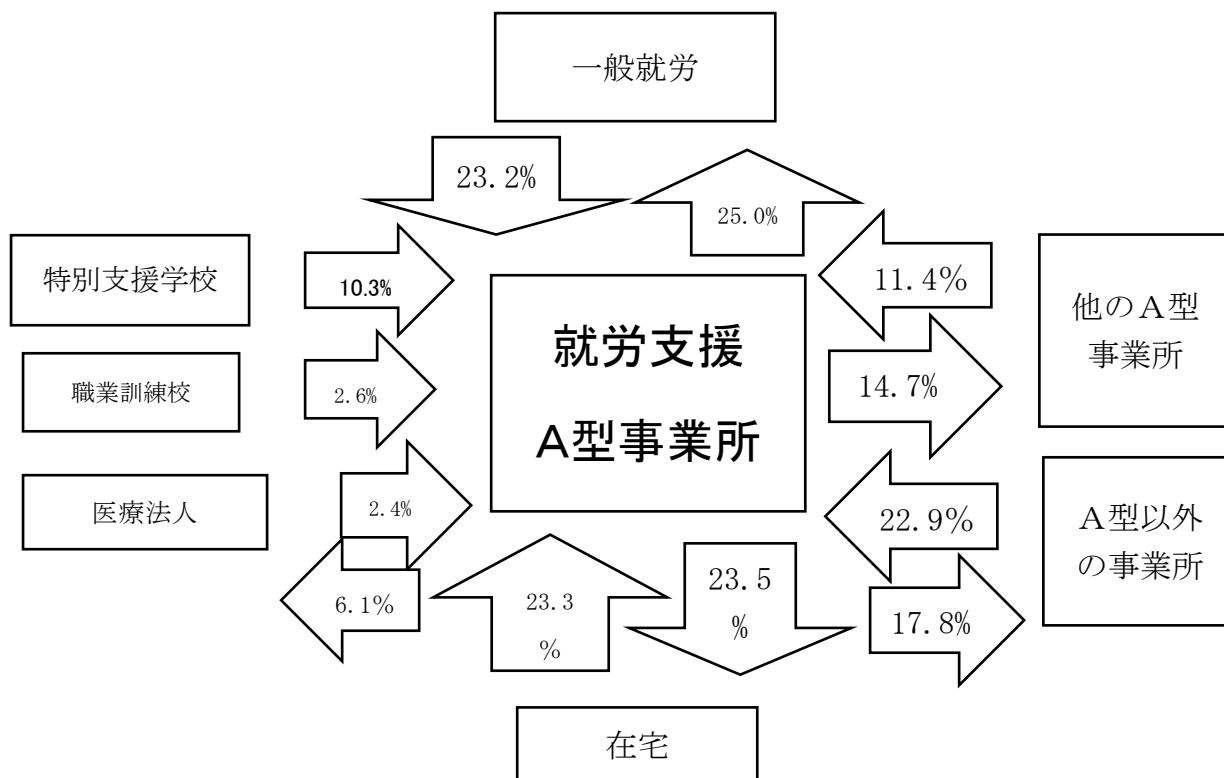 一般就労
23.2%
25.0%
特別支援学校
10.3%
11.4%
他のA型
事業所
就労支援
A型事業所
職業訓練校
2.6%
14.7%
医療法人
2.4%
22.9%
A型以外
の事業所
6.1%
23.3
%
23.5
%
17.8%
在宅